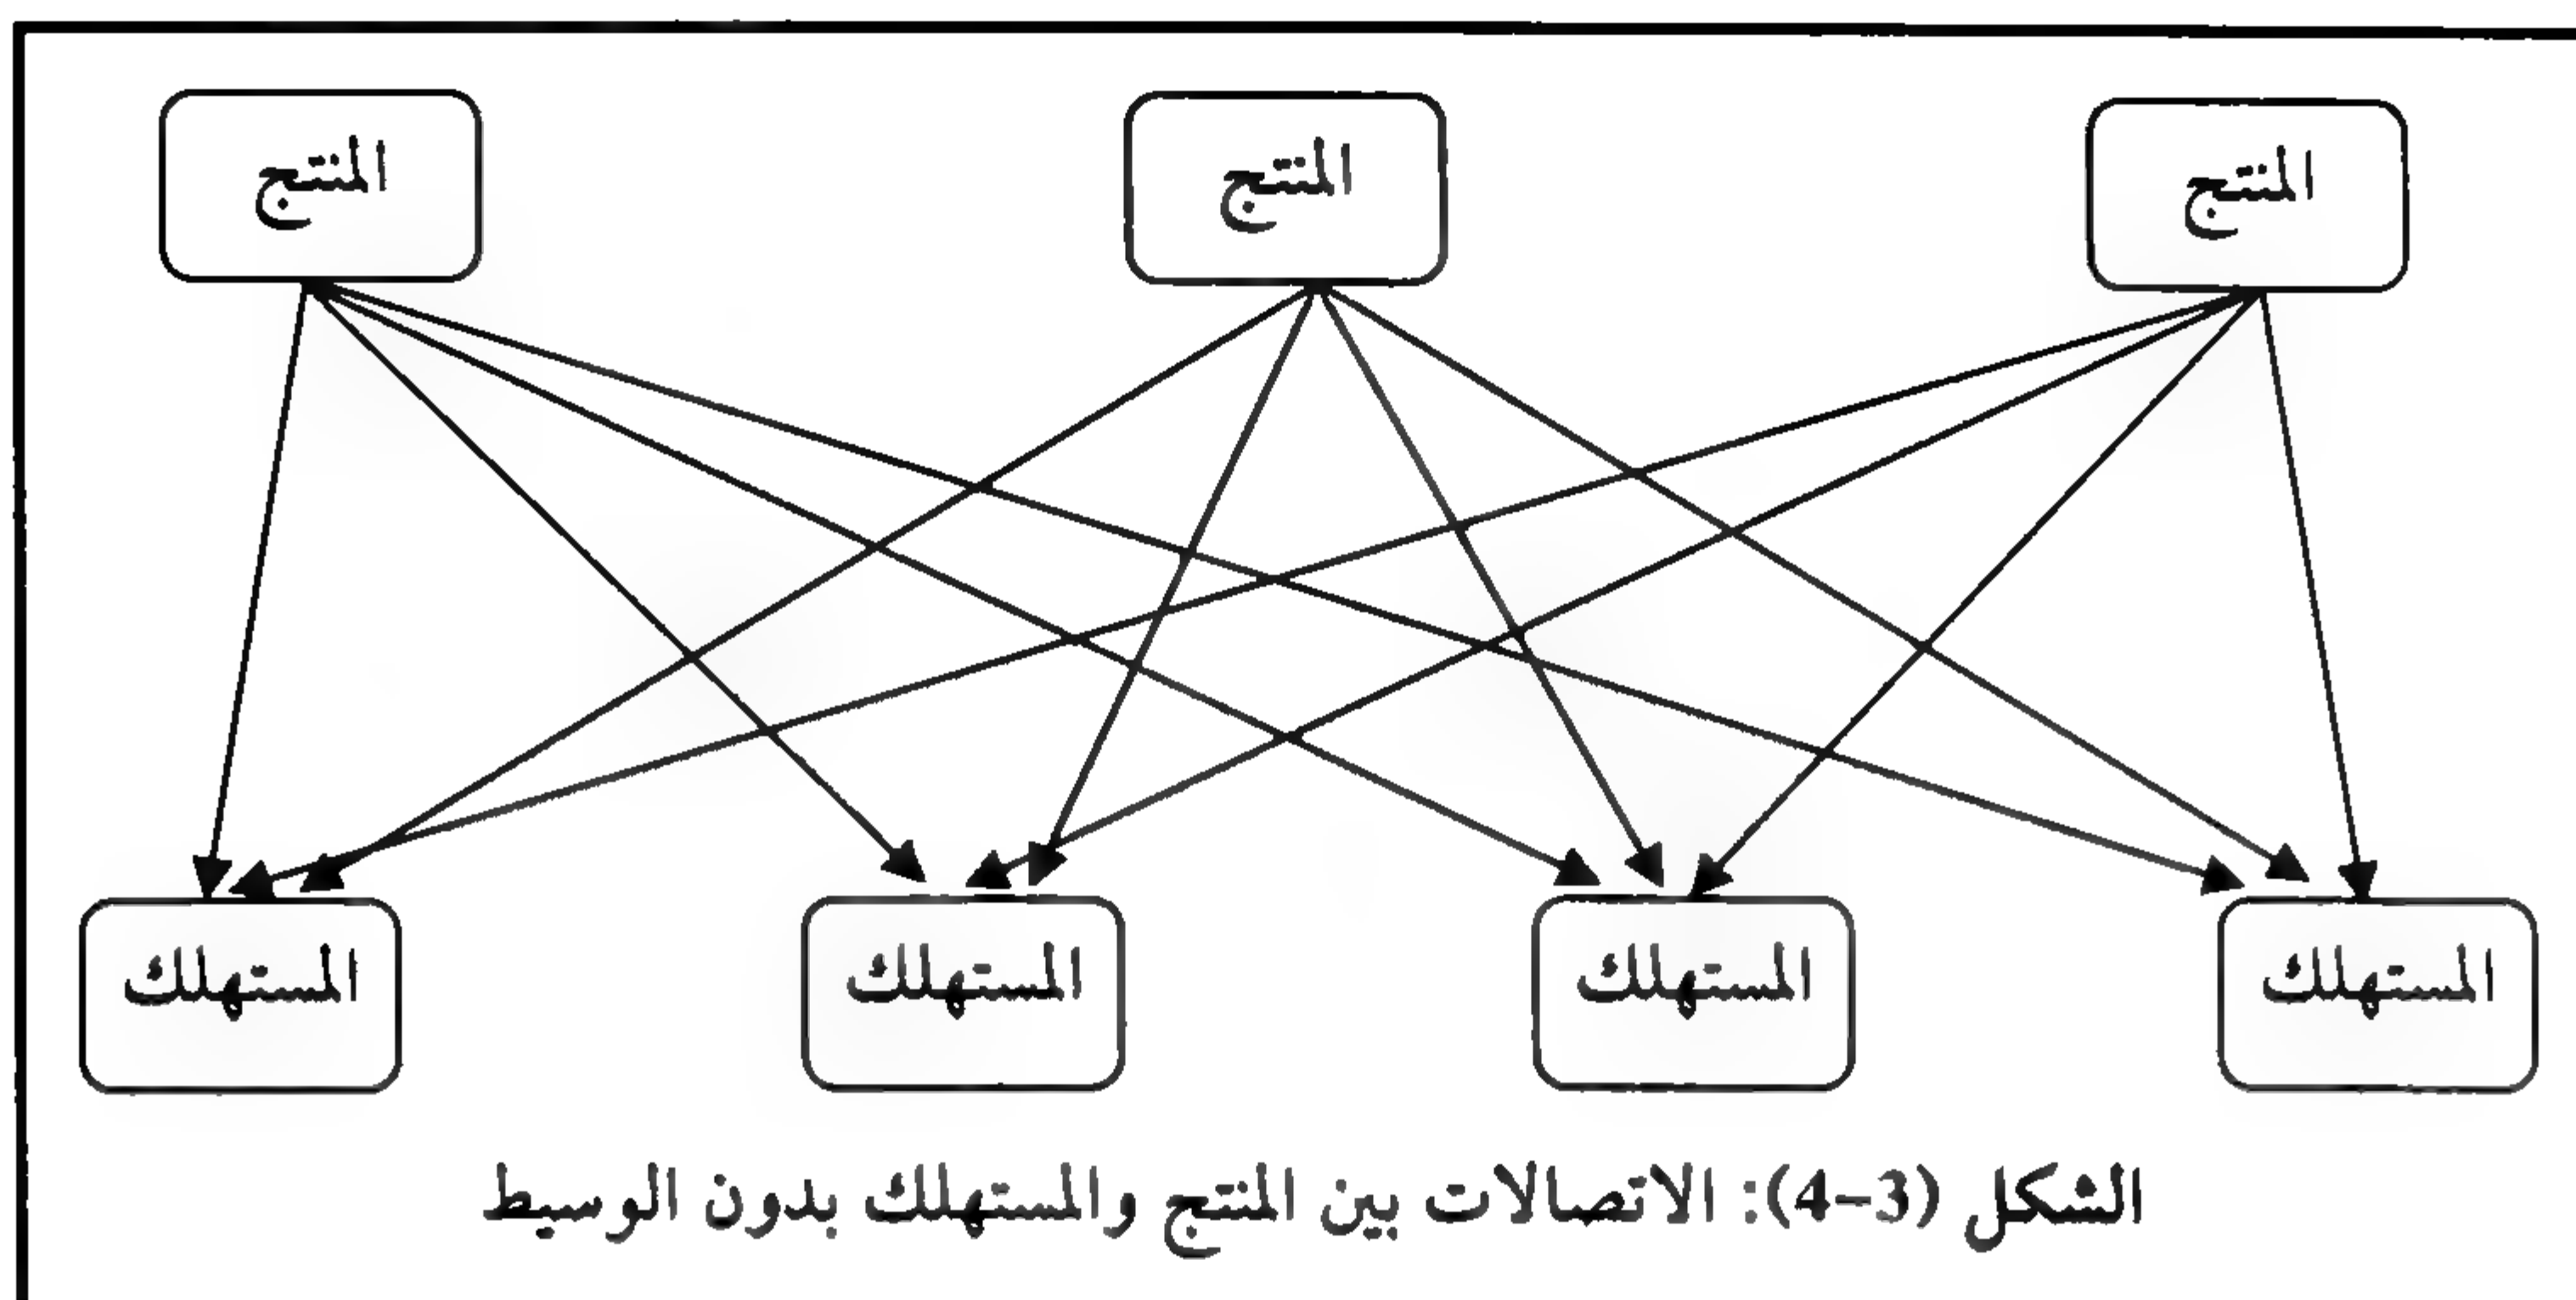 المنتج المنتج المنتج
المستهلك المستهلك المستهلك المستهلك
الشكل (3-4): الاتصالات بين المنتج والمستهلك بدون الوسيط